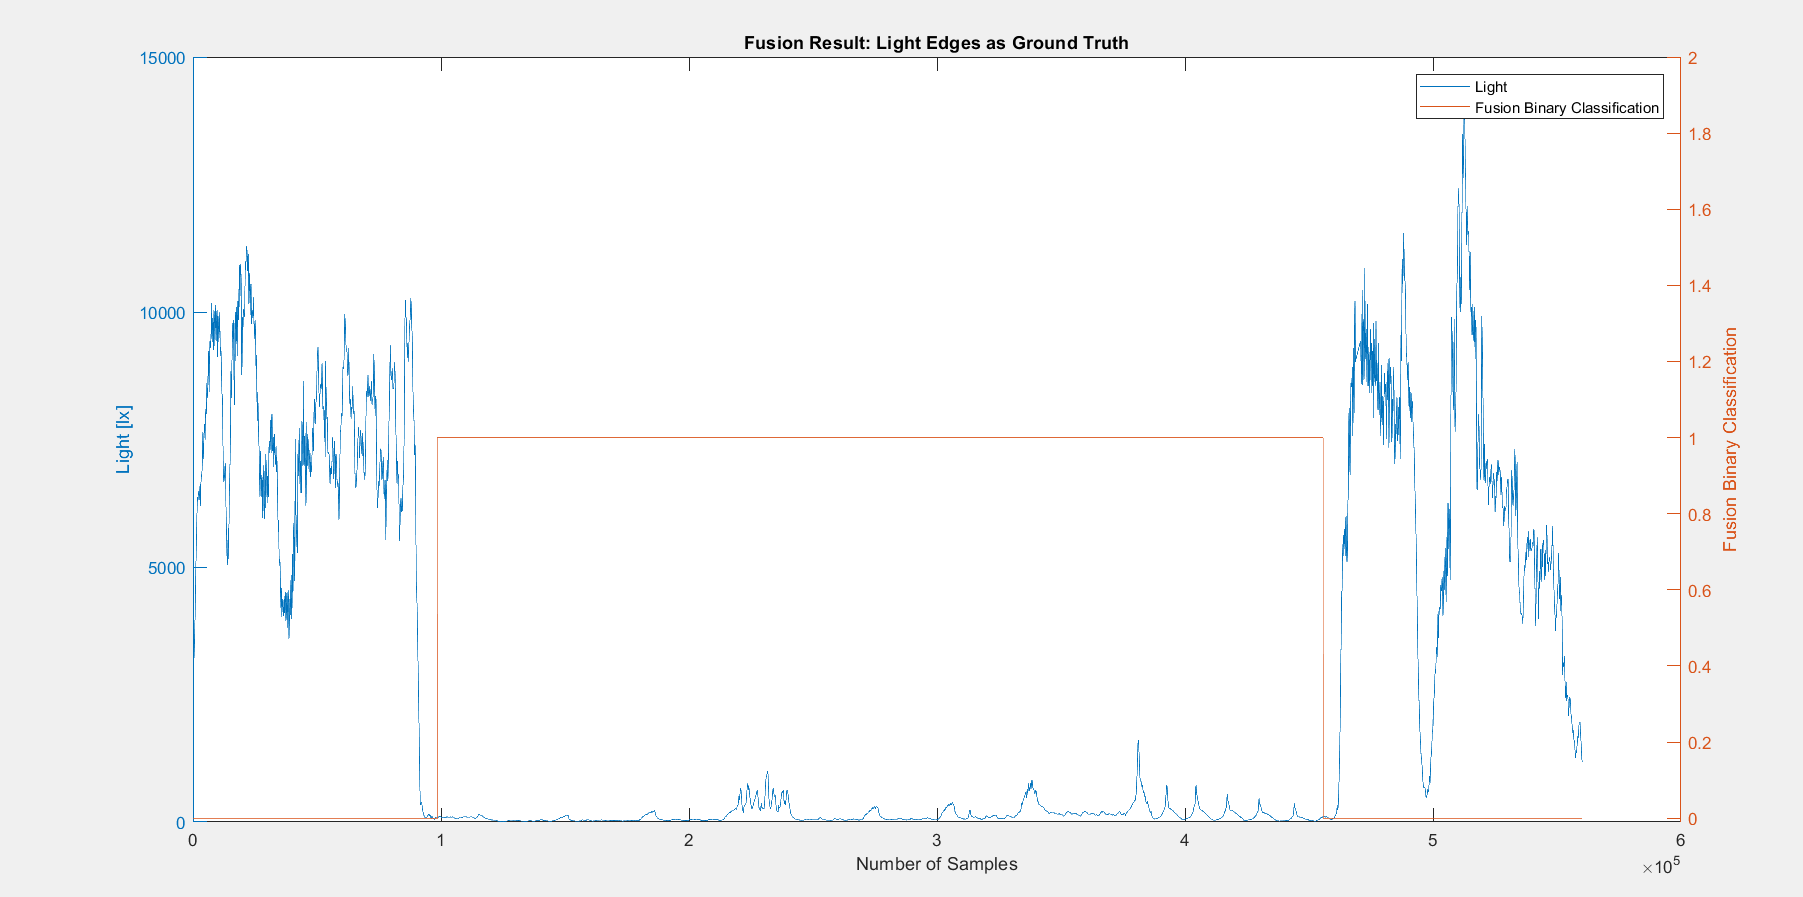 Fusion Result: Light Edges as Ground Truth
15000
10000
5000
0
Light [lx]
Light
Fusion Binary Classification
2
1.8
1.6
1.4
1.2
1
0.8
0.6
0.4
0.2
0
Fusion Binary Classification
0 1 2 3 4 5 6
Number of Samples
×10⁵